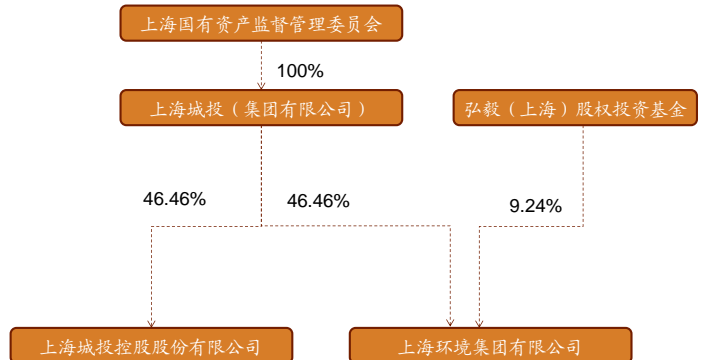 上海国有资产监督管理委员会
100%
上海城投（集团有限公司）
弘毅（上海）股权投资基金
46.46%
46.46%
9.24%
上海城投控股股份有限公司
上海环境集团有限公司